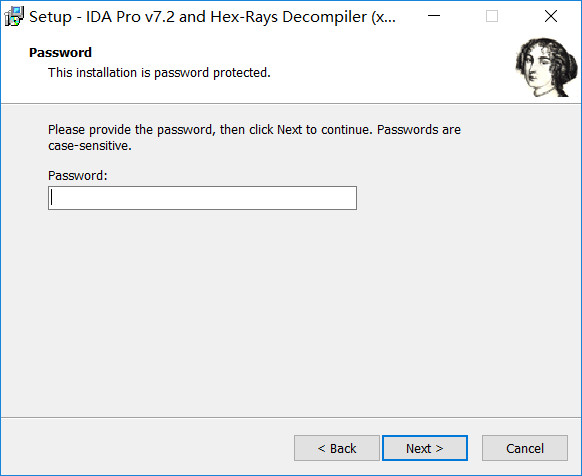 Setup - IDA Pro v7.2 and Hex-Rays Decompiler (x...
Password
This installation is password protected.
Please provide the password, then click Next to continue. Passwords are
case-sensitive.
Password:
< Back
Next >
Cancel